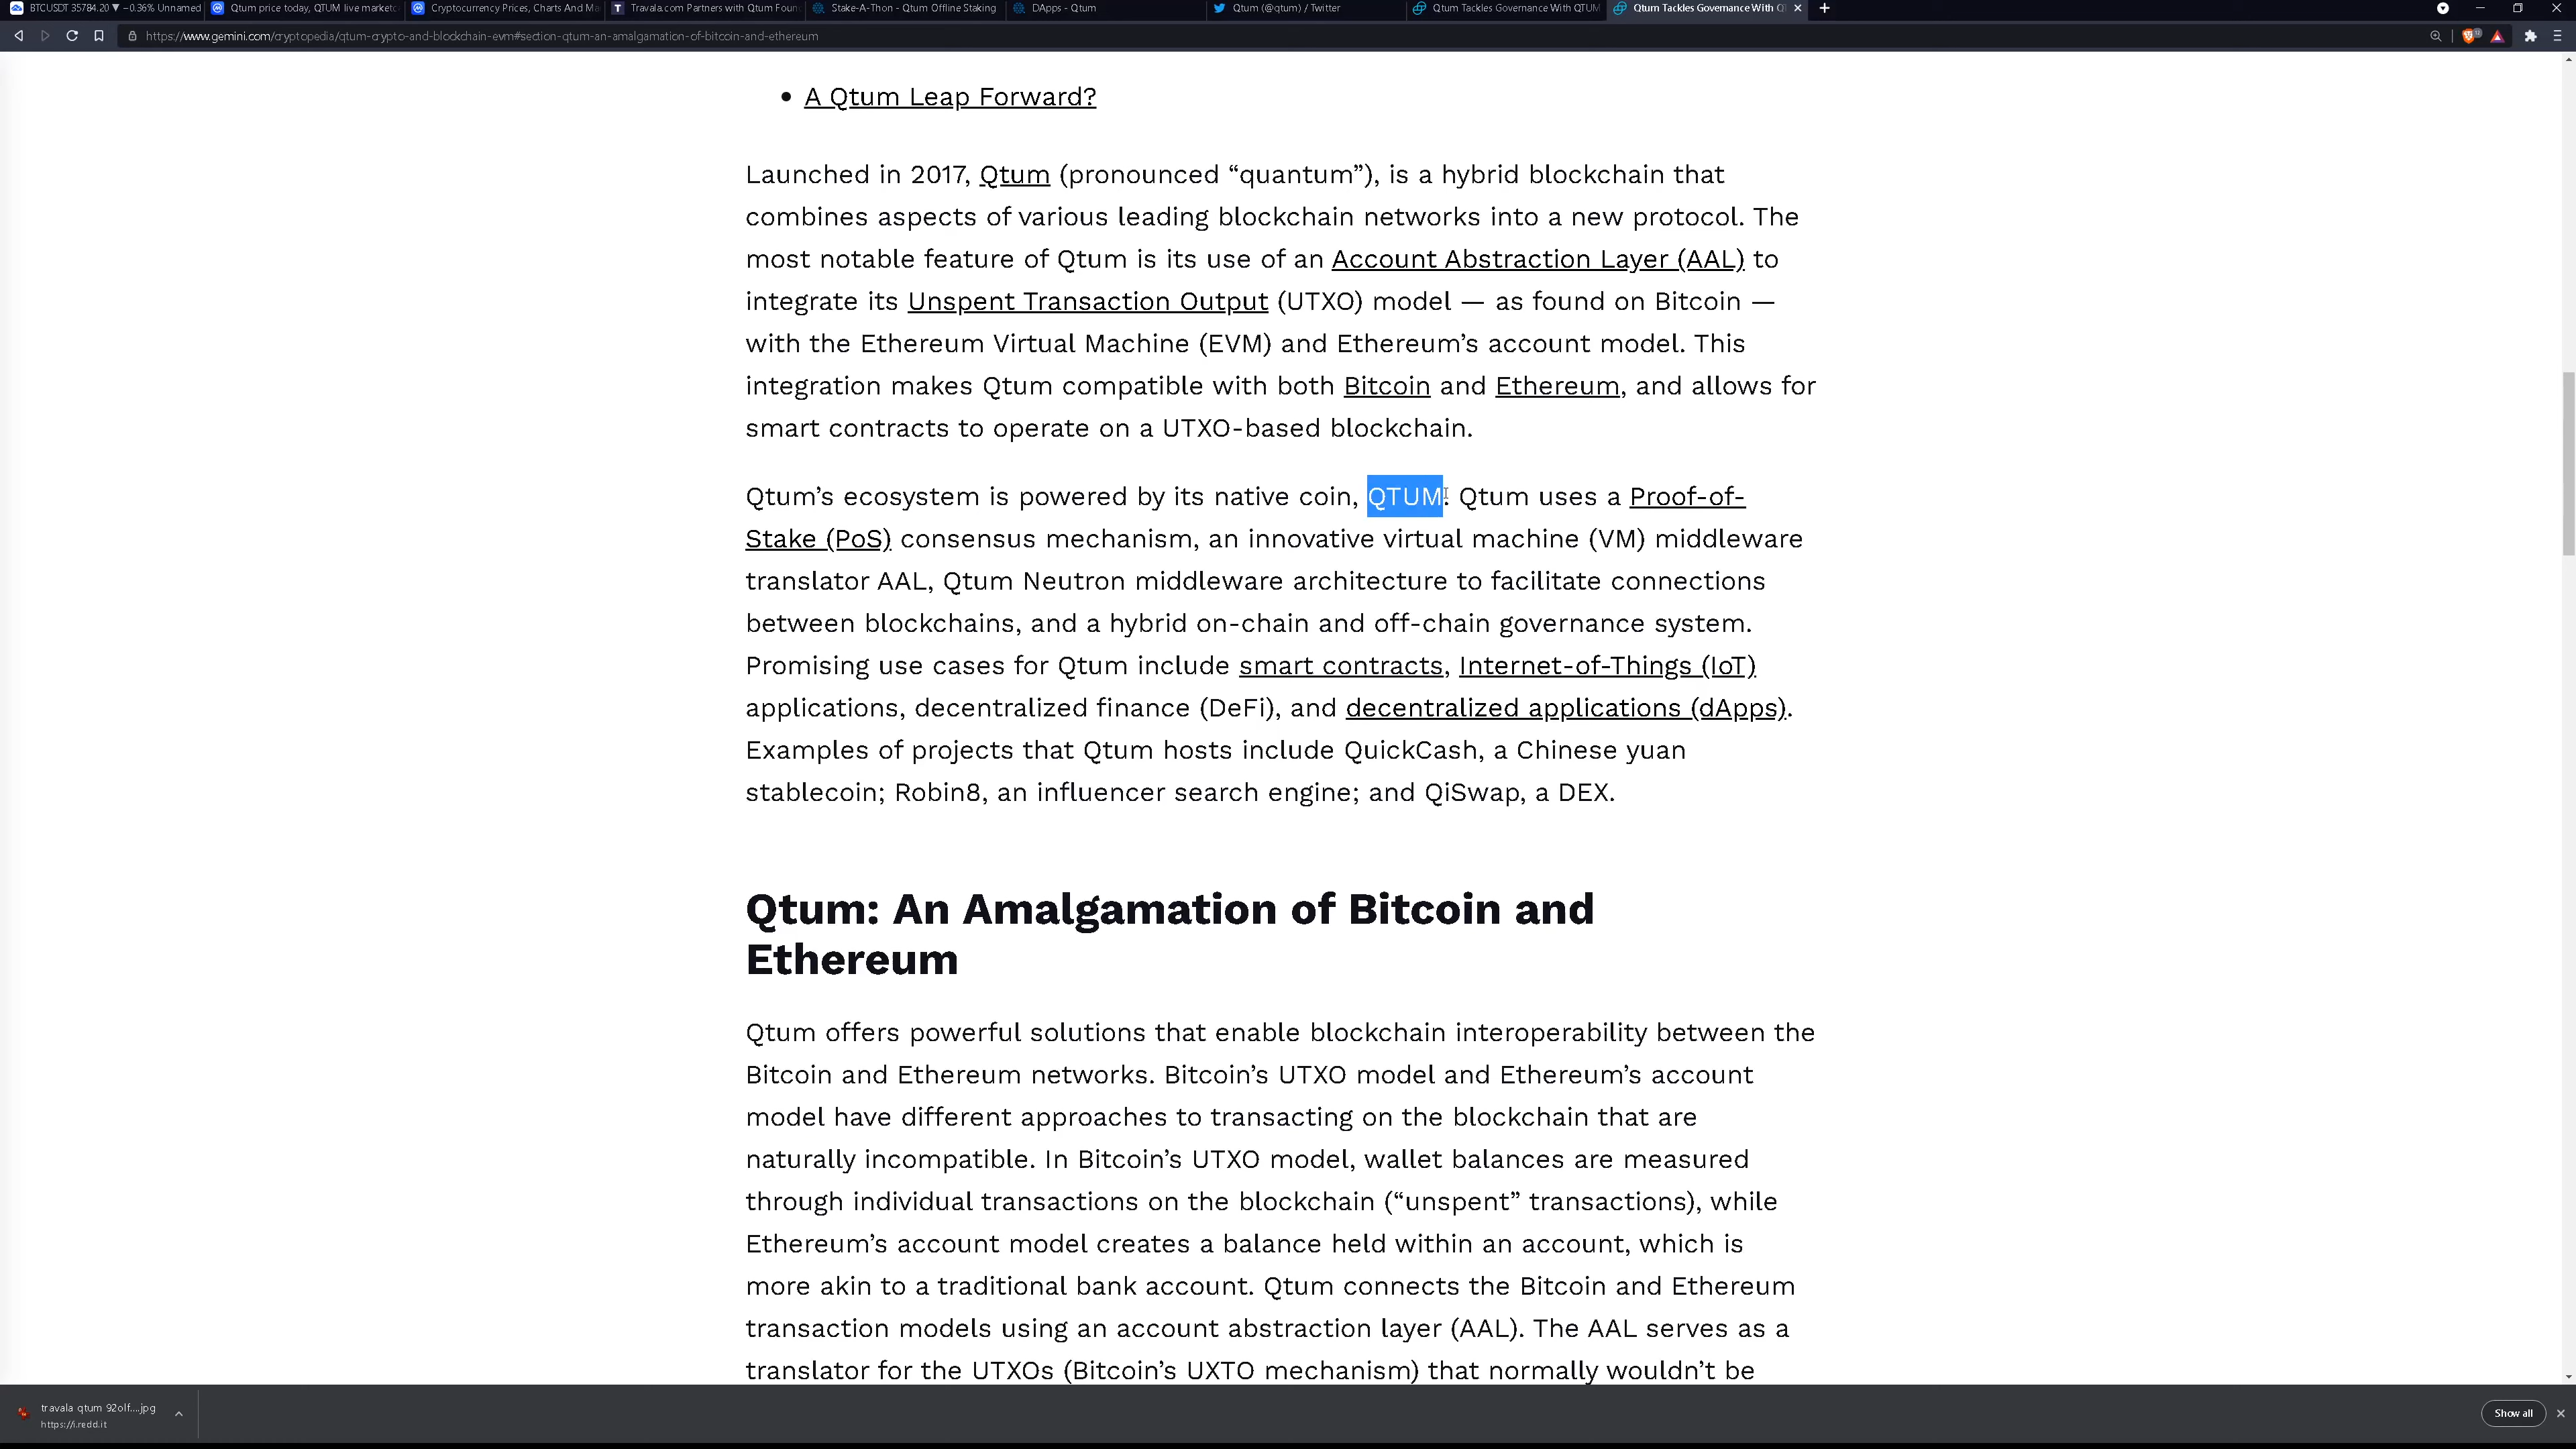 BTCUSDT 35784.20 ▼ −0.36% Unnamed
Qtum price today, QTUM live marketc
Cryptocurrency Prices, Charts And Ma
Travala.com Partners with Qtum Foun
Stake-A-Thon - Qtum Offline Staking
DApps - Qtum
Qtum (@qtum) / Twitter
Qtum Tackles Governance With QTUM
Qtum Tackles Governance With Q
https://www.gemini.com/cryptopedia/qtum-crypto-and-blockchain-evm#section-qtum-an-amalgamation-of-bitcoin-and-ethereum
• A Qtum Leap Forward?
Launched in 2017, Qtum (pronounced “quantum”), is a hybrid blockchain that
combines aspects of various leading blockchain networks into a new protocol. The
most notable feature of Qtum is its use of an Account Abstraction Layer (AAL) to
integrate its Unspent Transaction Output (UTXO) model — as found on Bitcoin —
with the Ethereum Virtual Machine (EVM) and Ethereum’s account model. This
integration makes Qtum compatible with both Bitcoin and Ethereum, and allows for
smart contracts to operate on a UTXO-based blockchain.
Qtum’s ecosystem is powered by its native coin, QTUM. Qtum uses a Proof-of-
Stake (PoS) consensus mechanism, an innovative virtual machine (VM) middleware
translator AAL, Qtum Neutron middleware architecture to facilitate connections
between blockchains, and a hybrid on-chain and off-chain governance system.
Promising use cases for Qtum include smart contracts, Internet-of-Things (IoT)
applications, decentralized finance (DeFi), and decentralized applications (dApps).
Examples of projects that Qtum hosts include QuickCash, a Chinese yuan
stablecoin; Robin8, an influencer search engine; and QiSwap, a DEX.
Qtum: An Amalgamation of Bitcoin and
Ethereum
Qtum offers powerful solutions that enable blockchain interoperability between the
Bitcoin and Ethereum networks. Bitcoin’s UTXO model and Ethereum’s account
model have different approaches to transacting on the blockchain that are
naturally incompatible. In Bitcoin’s UTXO model, wallet balances are measured
through individual transactions on the blockchain (“unspent” transactions), while
Ethereum’s account model creates a balance held within an account, which is
more akin to a traditional bank account. Qtum connects the Bitcoin and Ethereum
transaction models using an account abstraction layer (AAL). The AAL serves as a
translator for the UTXOs (Bitcoin’s UXTO mechanism) that normally wouldn’t be
travala qtum 92olf....jpg
https://i.redd.it
Show all